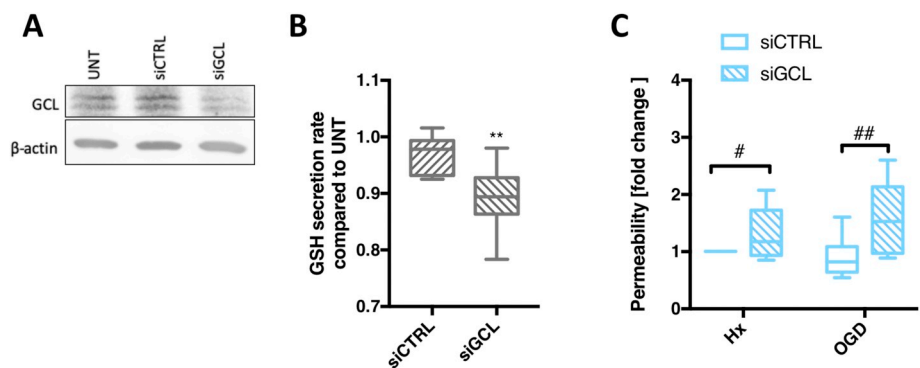 A
UNT
siCTRL
siGCL
GCL
β-actin
B
GSH secretion rate
compared to UNT
1.1
1.0
0.9
0.8
0.7
**
siCTRL
siGCL
C
siCTRL
siGCL
Permeability [fold change ]
4
3
2
1
0
#
##
Hx
OGD